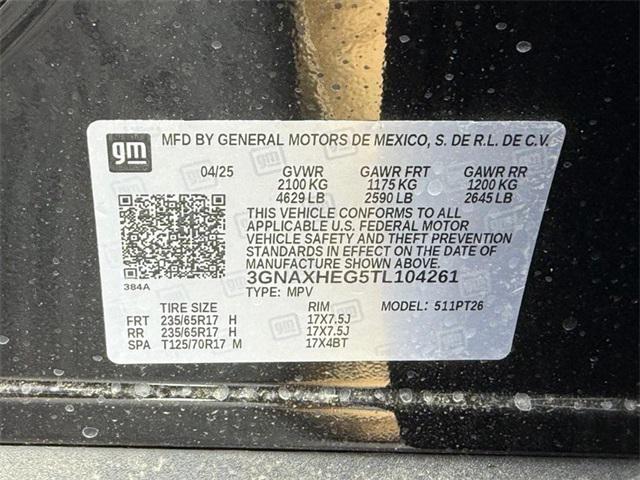 gm MFD BY GENERAL MOTORS DE MEXICO, S. DE R.L. DE C.V.
04/25 GVWR GAWR FRT GAWR RR
2100 KG 1175 KG 1200 KG
4629 LB 2590 LB 2645 LB
THIS VEHICLE CONFORMS TO ALL
APPLICABLE U.S. FEDERAL MOTOR
VEHICLE SAFETY AND THEFT PREVENTION
STANDARDS IN EFFECT ON THE DATE OF
MANUFACTURE SHOWN ABOVE.
3GNAXHEG5TL104261
384A
TYPE: MPV
TIRE SIZE RIM MODEL: 511PT26
FRT 235/65R17 H 17X7.5J
RR 235/65R17 H 17X7.5J
SPA T125/70R17 M 17X4BT